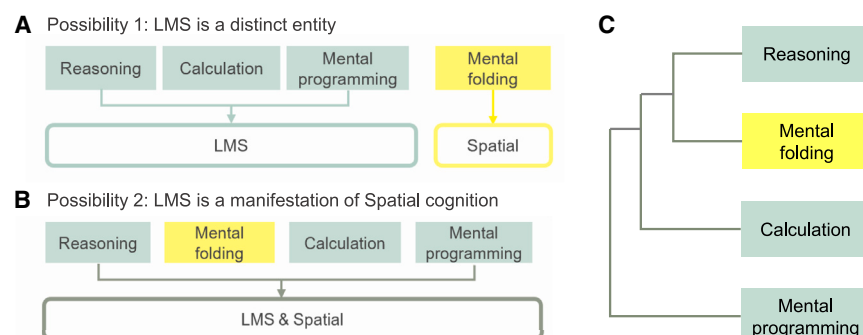 A Possibility 1: LMS is a distinct entity
Reasoning
Calculation
Mental
programming
Mental
folding
LMS
Spatial
B Possibility 2: LMS is a manifestation of Spatial cognition
Reasoning
Mental
folding
Calculation
Mental
programming
LMS & Spatial
C
Reasoning
Mental
folding
Calculation
Mental
programming